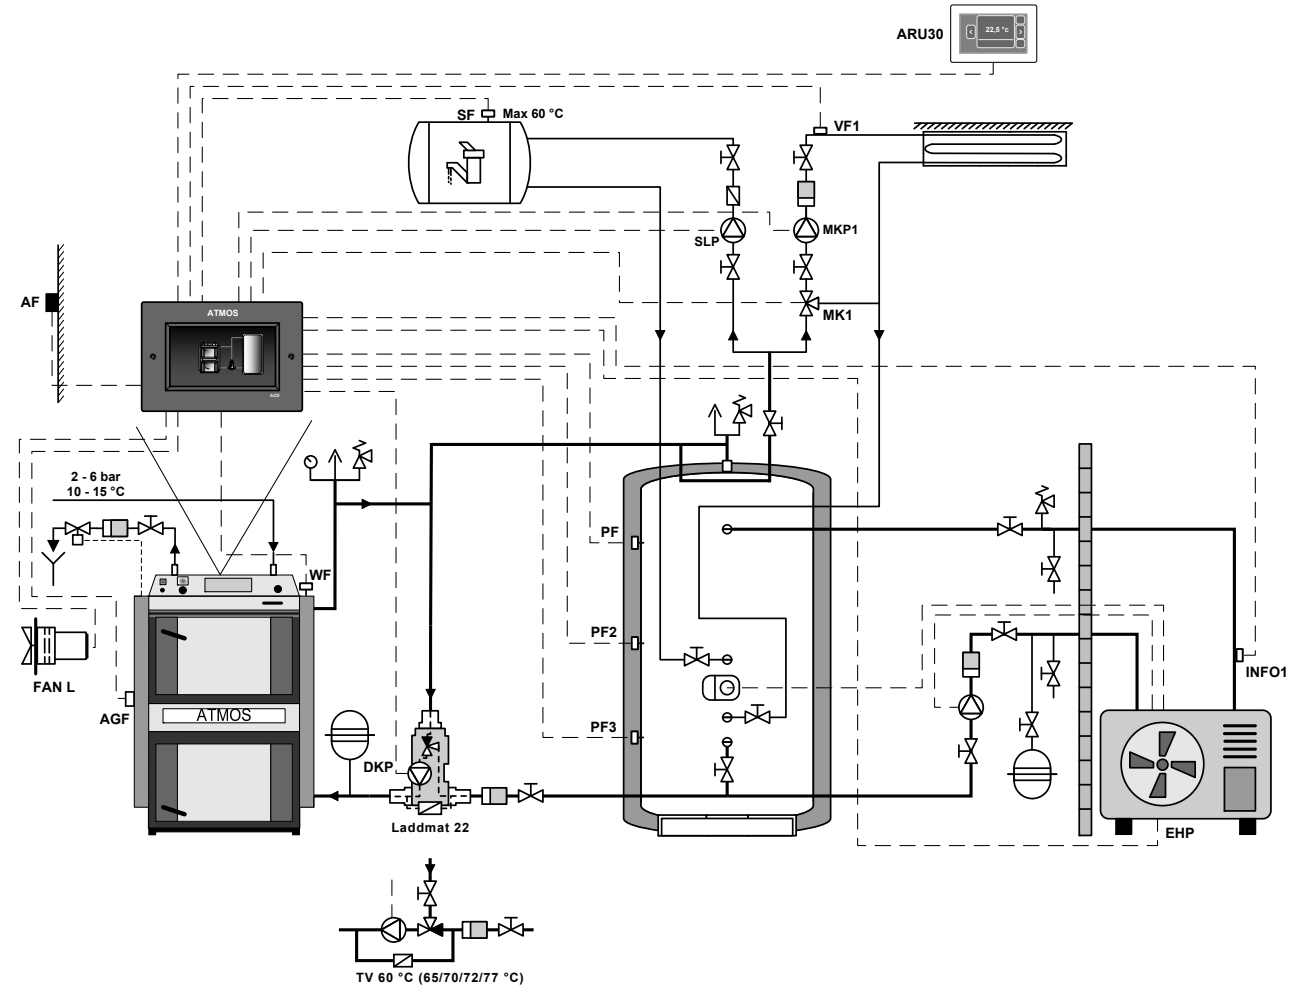 ARU30
22,5 °C
SF
Max 60 °C
VF1
SLP
MKP1
AF
MK1
ATMOS
ACD
2 - 6 bar
10 - 15 °C
PF
WF
PF2
FAN L
AGF
ATMOS
PF3
DKP
INFO1
Laddmat 22
EHP
TV 60 °C (65/70/72/77 °C)